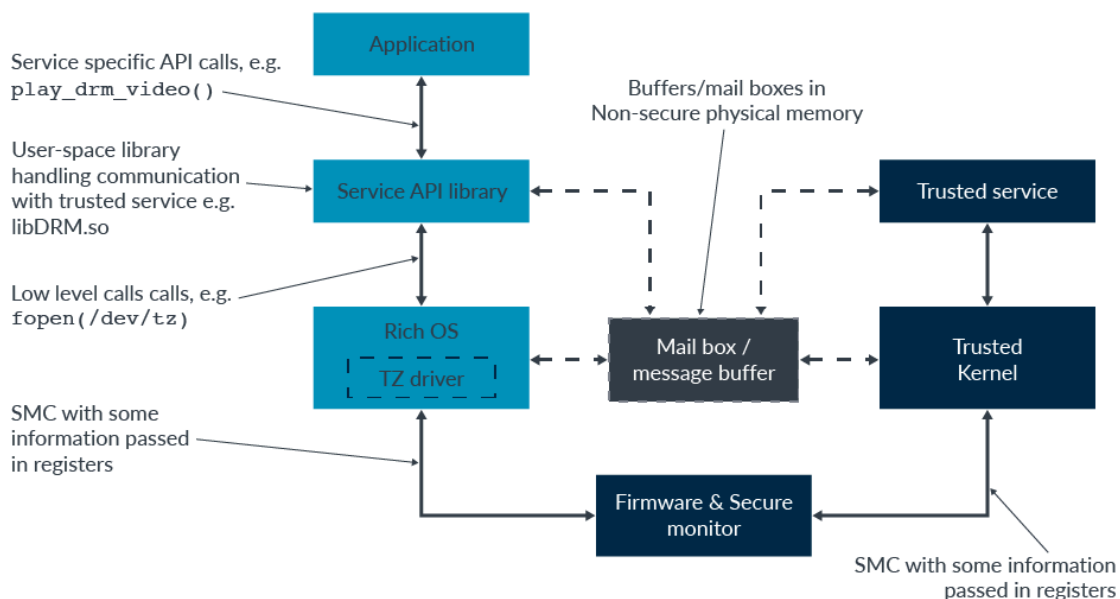 Application
Service specific API calls, e.g.
play_drm_video()
Buffers/mail boxes in
Non-secure physical memory
User-space library
handling communication
with trusted service e.g.
libDRM.so
Service API library
Trusted service
Low level calls calls, e.g.
fopen(/dev/tz)
Rich OS
TZ driver
Mail box /
message buffer
Trusted
Kernel
SMC with some
information passed
in registers
Firmware & Secure
monitor
SMC with some information
passed in registers